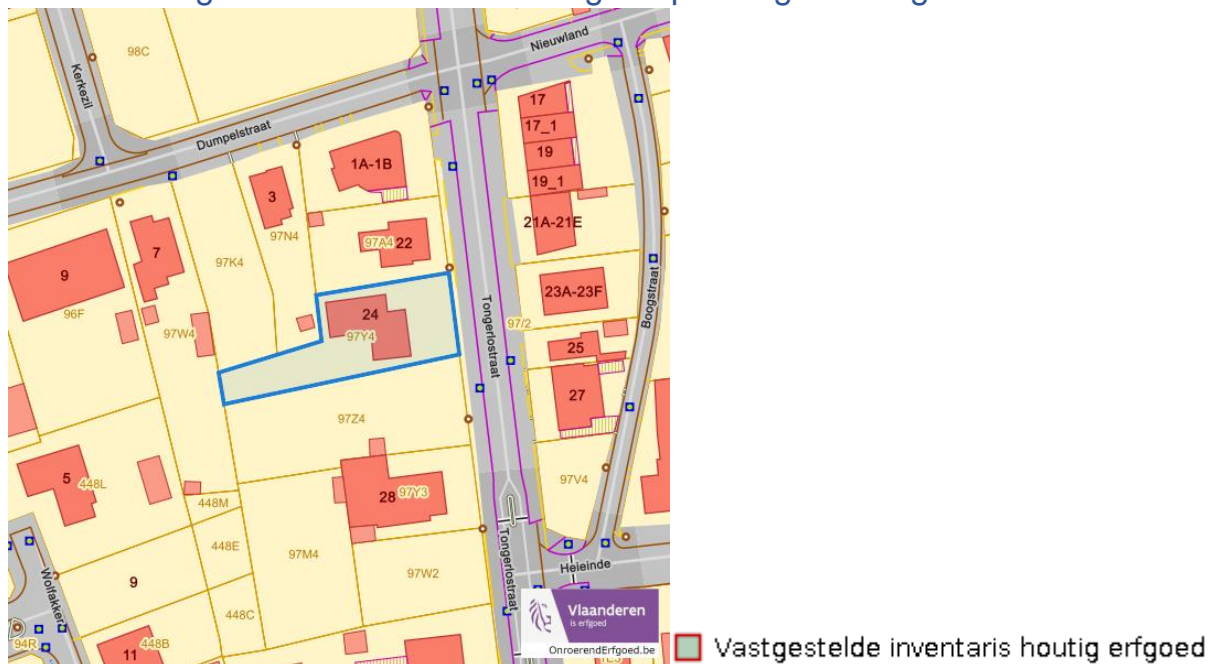 98C
Nieuwland
Kerkezil
Dumpelstraat
17
17_1
19
19_1
1A-1B
3
97N4
21A-21E
7
97A4 22
97K4
9
96F
23A-23F
24
97Y4
97W4
97/2
Tongerlostraat
Boogstraat
25
27
97Z4
5
448L
28
97Y3
97V4
448M
448E
97M4
Tongerlostraat
Heieinde
9
97W2
Wolfakker
448C
94R
11
448B
Vlaanderen
is erfgoed
OnroerendErfgoed.be
Vastgestelde inventaris houtig erfgoed